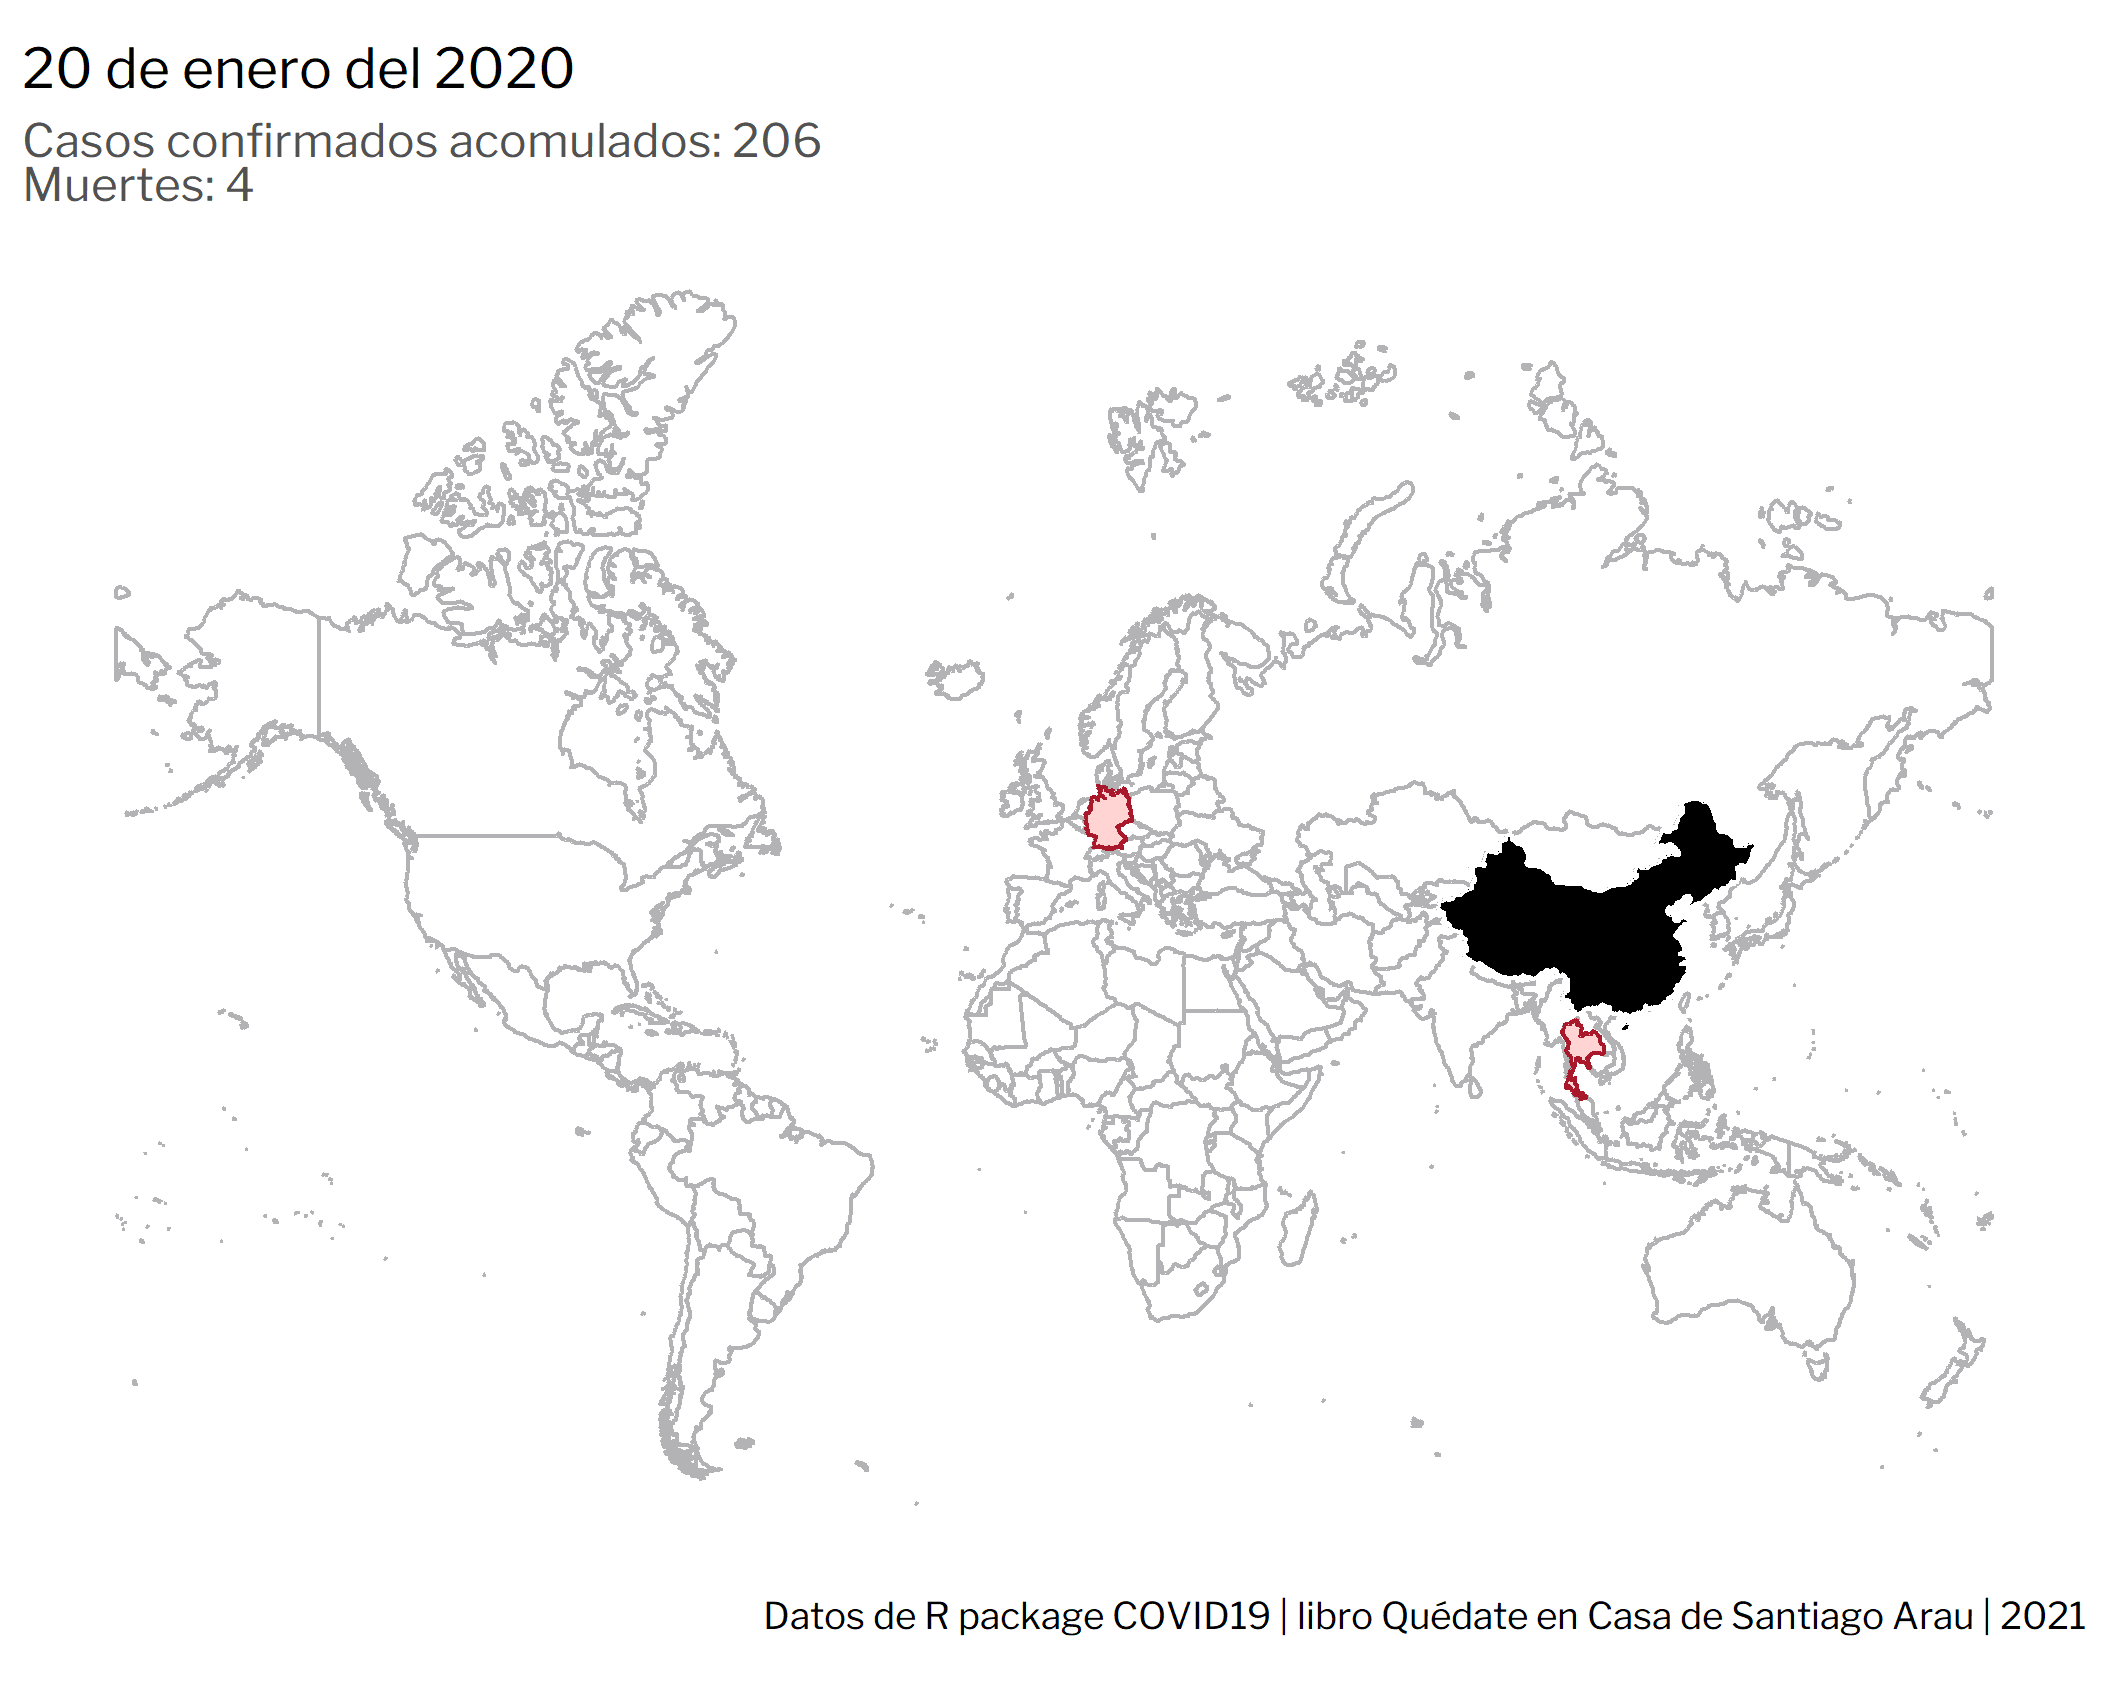 20 de enero del 2020
Casos confirmados acomulados: 206
Muertes: 4
Datos de R package COVID19 | libro Quédate en Casa de Santiago Arau | 2021